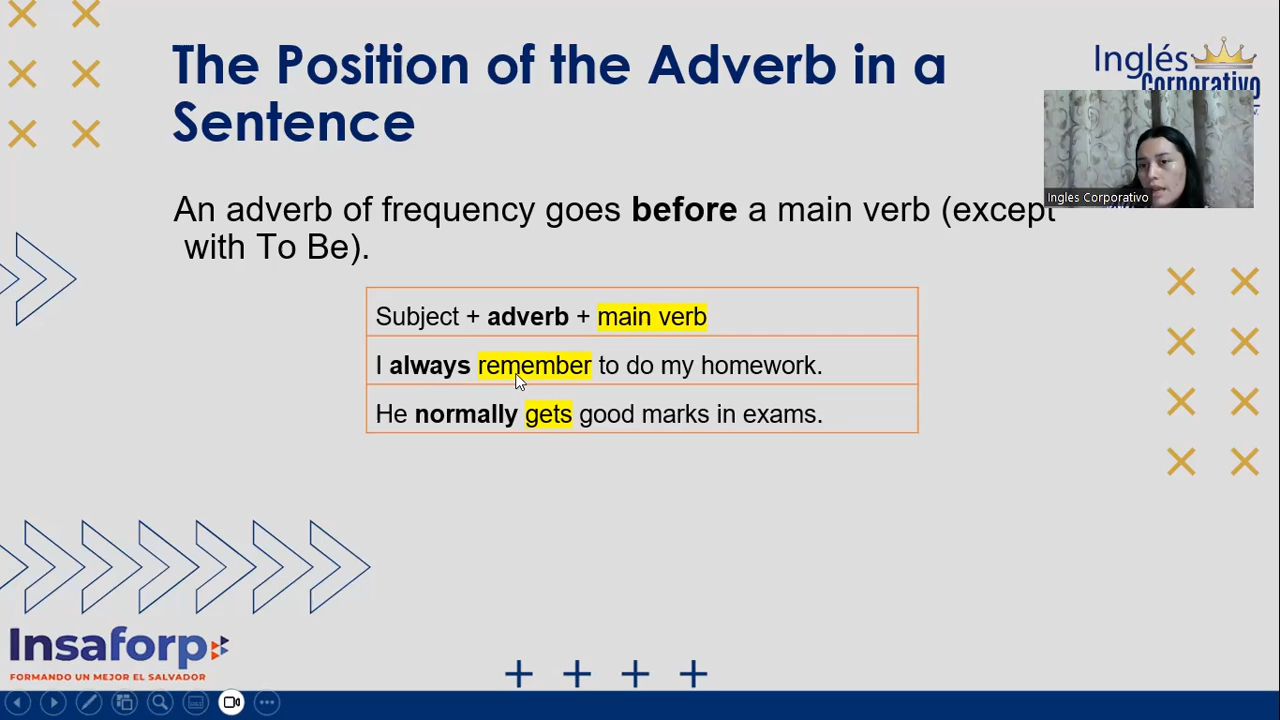 The Position of the Adverb in a
Sentence
Inglés
Corporativo
Ingles Corporativo
An adverb of frequency goes before a main verb (except
with To Be).
Subject + adverb + main verb
I always remember to do my homework.
He normally gets good marks in exams.
Insaforp
FORMANDO UN MEJOR EL SALVADOR